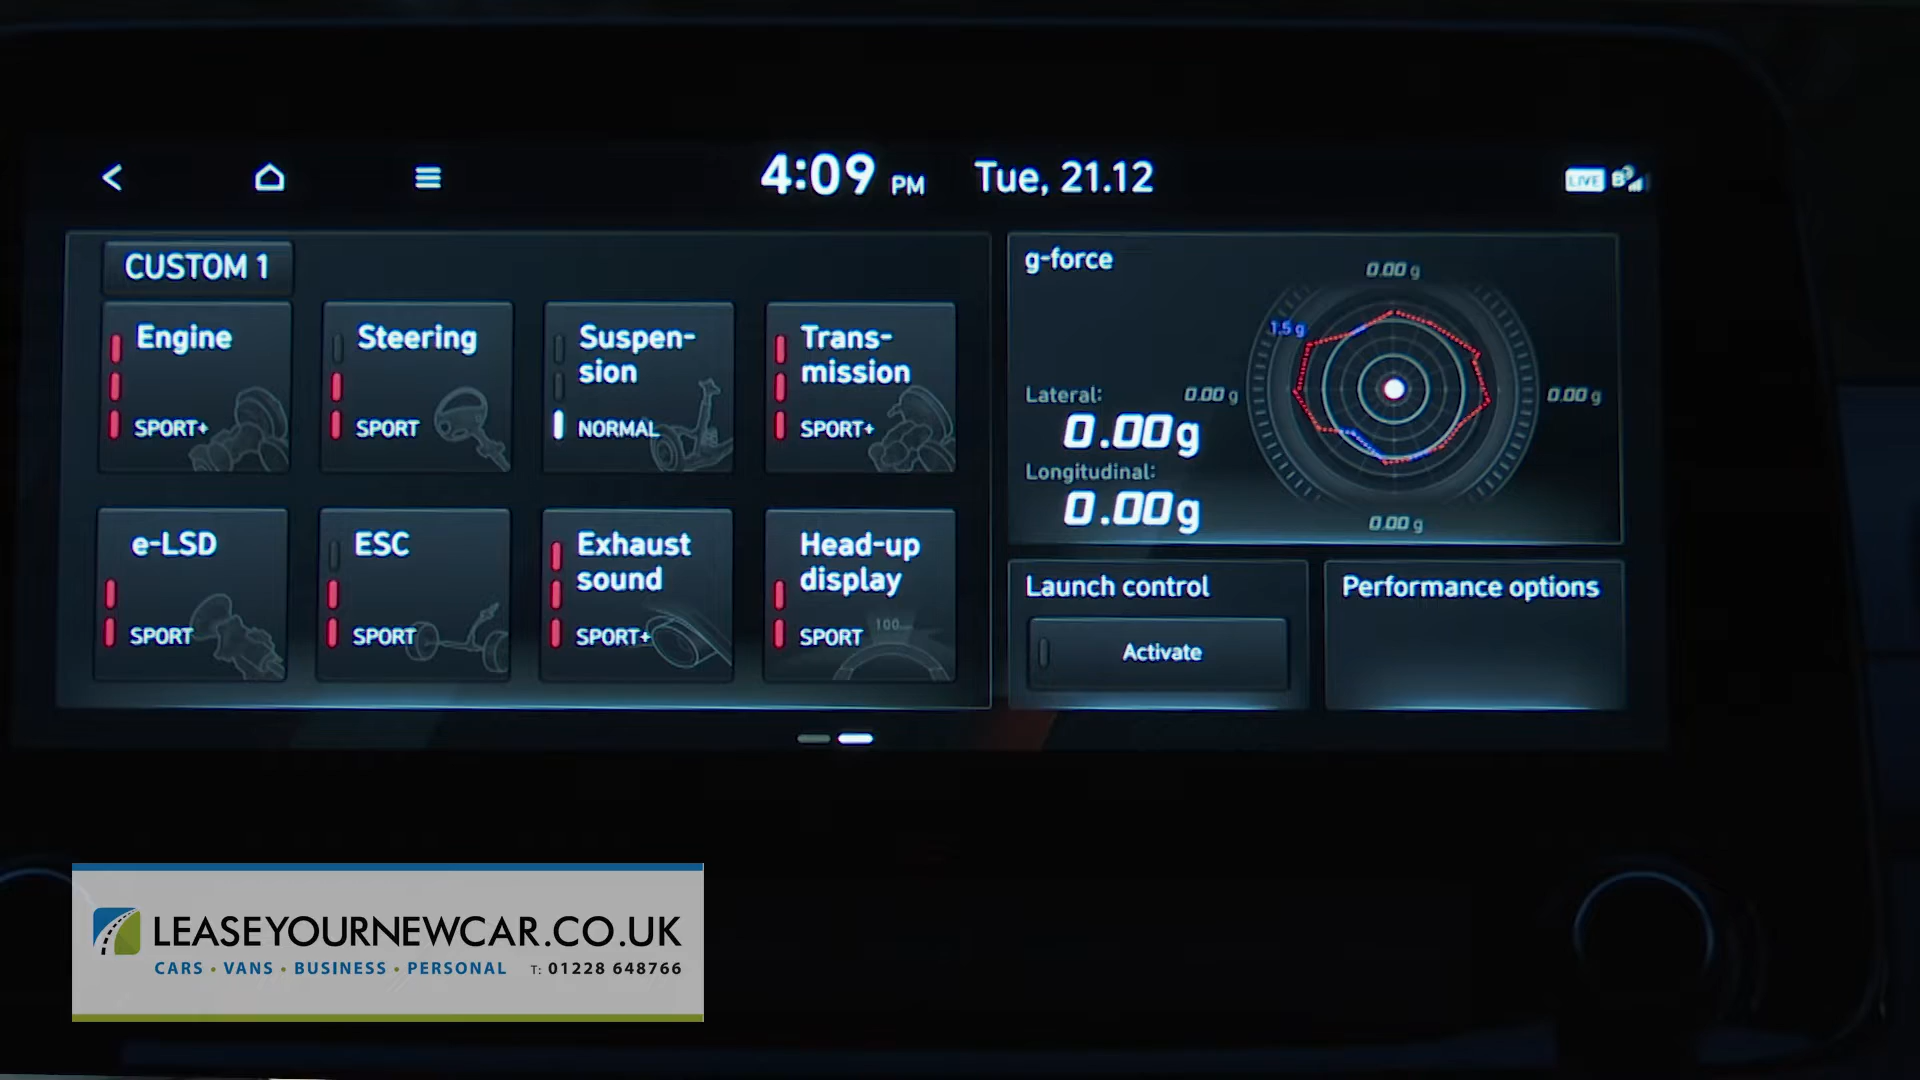 4:09 PM Tue, 21.12
LIVE
CUSTOM 1
Engine
SPORT+
Steering
SPORT
Suspen-
sion
NORMAL
Trans-
mission
SPORT+
e-LSD
SPORT
ESC
SPORT
Exhaust
sound
SPORT+
Head-up
display
100
SPORT
g-force
0.00 g
1.5 g
Lateral:
0.00 g
0.00 g
0.00 g
Longitudinal:
0.00 g
0.00 g
Launch control
Activate
Performance options
LEASEYOURNEWCAR.CO.UK
CARS • VANS • BUSINESS • PERSONAL T: 01228 648766